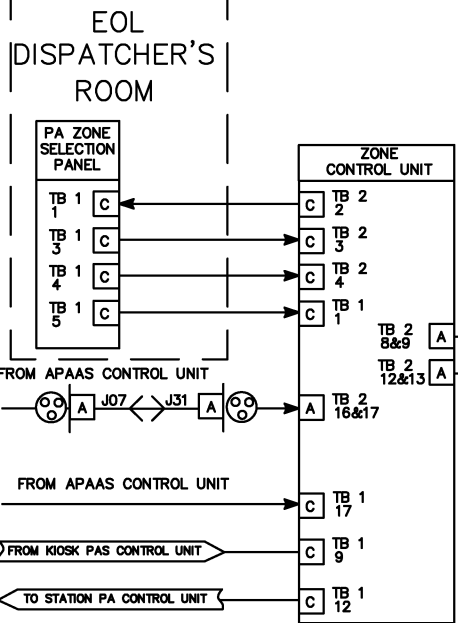 EOL
DISPATCHER'S
ROOM
PA ZONE
SELECTION
PANEL
TB 1
1
C
TB 1
3
C
TB 1
4
C
TB 1
5
C
ZONE
CONTROL UNIT
C
TB 2
2
C
TB 2
3
C
TB 2
4
C
TB 1
1
TB 2
8&9
A
TB 2
12&13
A
FROM APAAS CONTROL UNIT
A
J07
J31
A
A
TB 2
16&17
FROM APAAS CONTROL UNIT
C
TB 1
17
FROM KIOSK PAS CONTROL UNIT
C
TB 1
9
TO STATION PA CONTROL UNIT
C
TB 1
12